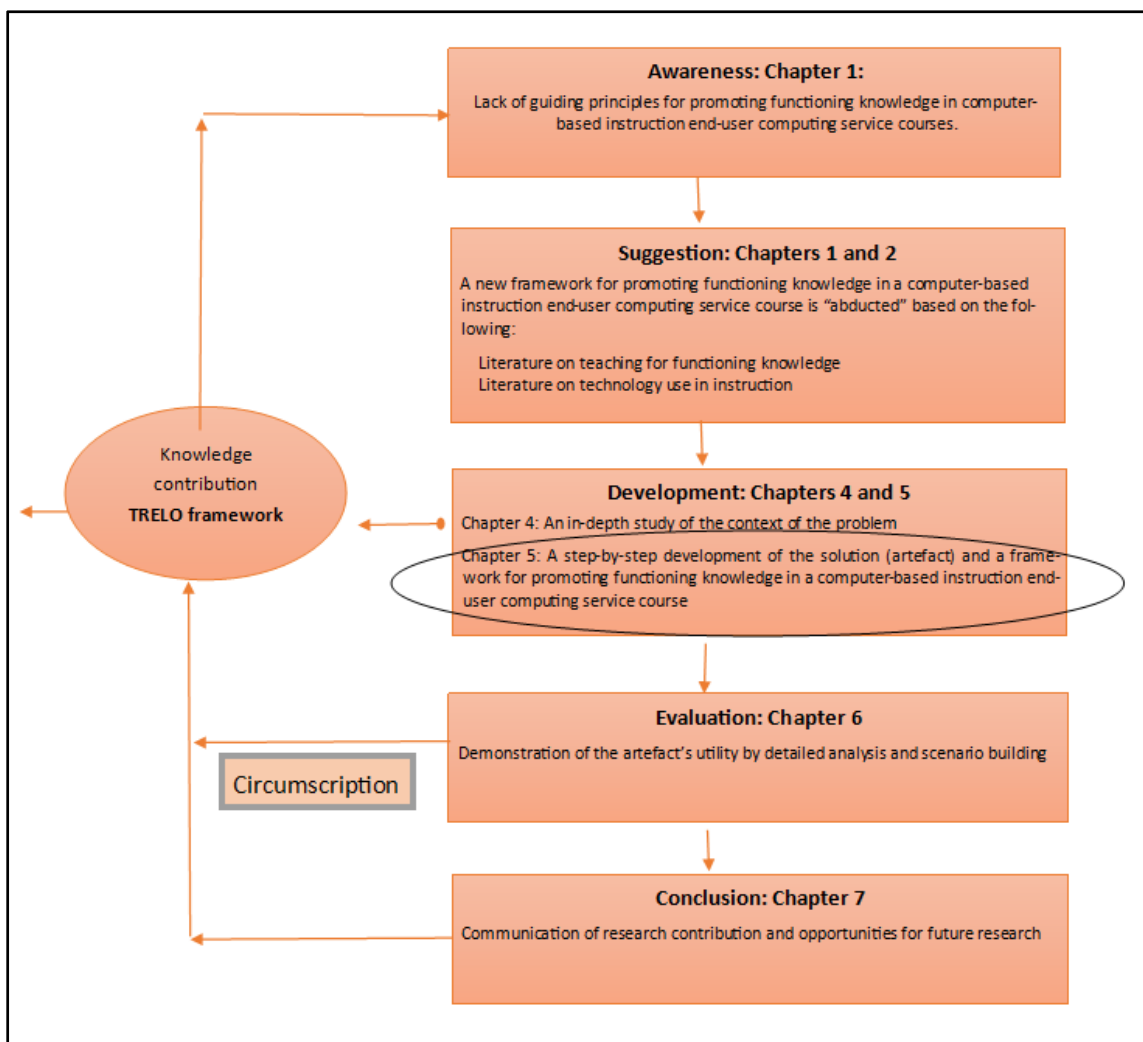 Awareness: Chapter 1:
Lack of guiding principles for promoting functioning knowledge in computer-
based instruction end-user computing service courses.
Suggestion: Chapters 1 and 2
A new framework for promoting functioning knowledge in a computer-based
instruction end-user computing service course is “abducted” based on the fol-
lowing:
Literature on teaching for functioning knowledge
Literature on technology use in instruction
Knowledge
contribution
TRELO framework
Development: Chapters 4 and 5
Chapter 4: An in-depth study of the context of the problem
Chapter 5: A step-by-step development of the solution (artefact) and a frame-
work for promoting functioning knowledge in a computer-based instruction end-
user computing service course
Evaluation: Chapter 6
Demonstration of the artefact’s utility by detailed analysis and scenario building
Circumscription
Conclusion: Chapter 7
Communication of research contribution and opportunities for future research